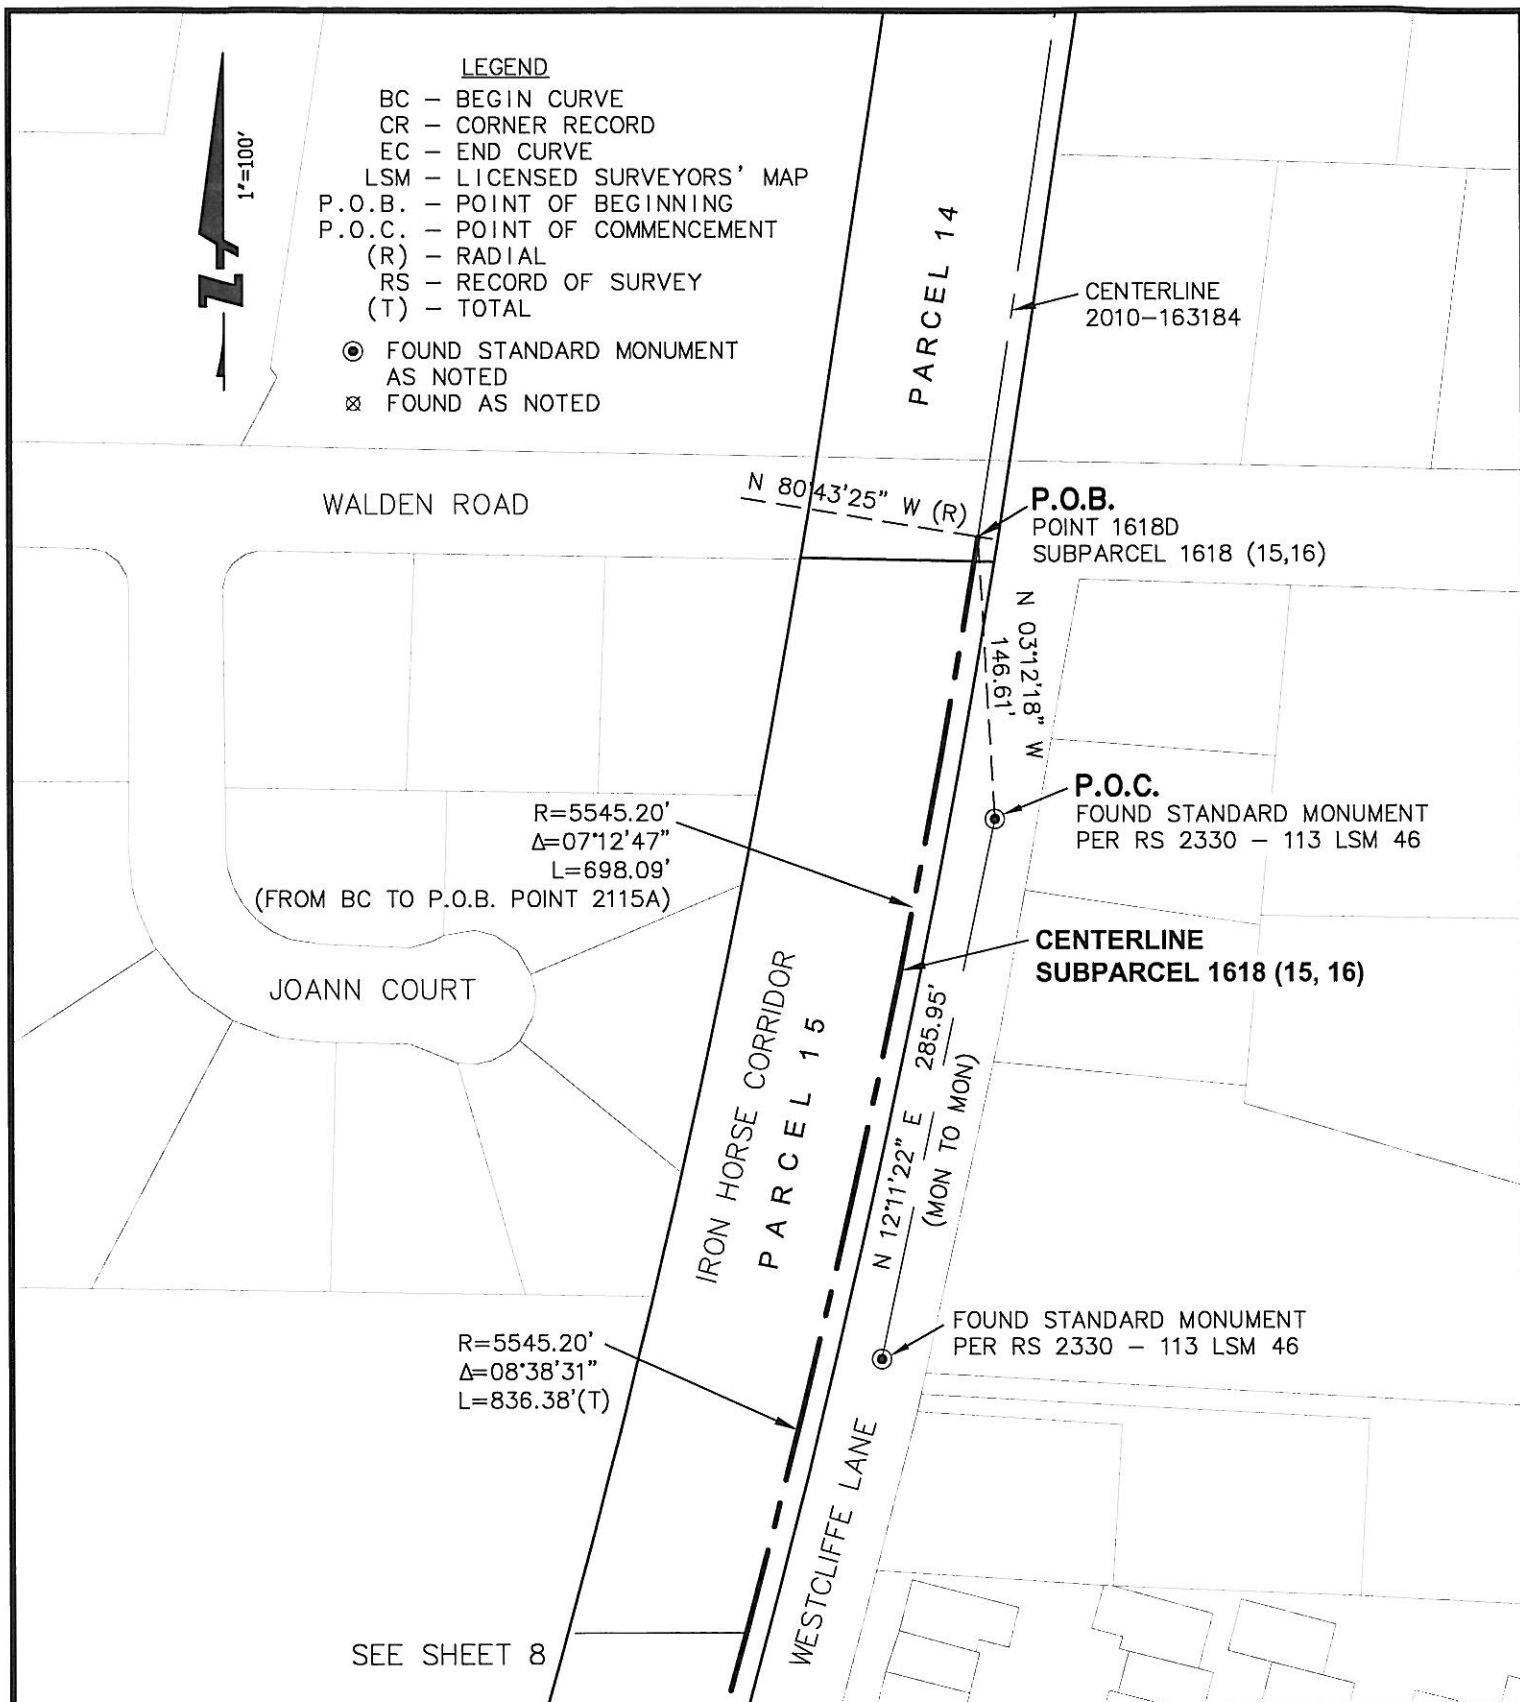 LEGEND
BC – BEGIN CURVE
CR – CORNER RECORD
EC – END CURVE
LSM – LICENSED SURVEYORS' MAP
P.O.B. – POINT OF BEGINNING
P.O.C. – POINT OF COMMENCEMENT
(R) – RADIAL
RS – RECORD OF SURVEY
(T) – TOTAL
FOUND STANDARD MONUMENT
AS NOTED
FOUND AS NOTED
1"=100'
N
PARCEL 14
CENTERLINE
2010-163184
WALDEN ROAD
N 80°43'25" W (R)
P.O.B.
POINT 1618D
SUBPARCEL 1618 (15,16)
N 03°12'18" W
146.61'
P.O.C.
FOUND STANDARD MONUMENT
PER RS 2330 – 113 LSM 46
R=5545.20'
Δ=07°12'47"
L=698.09'
(FROM BC TO P.O.B. POINT 2115A)
CENTERLINE
SUBPARCEL 1618 (15, 16)
JOANN COURT
IRON HORSE CORRIDOR
PARCEL 15
N 12°11'22" E 285.95'
(MON TO MON)
FOUND STANDARD MONUMENT
PER RS 2330 – 113 LSM 46
R=5545.20'
Δ=08°38'31"
L=836.38'(T)
WESTCLIFFE LANE
SEE SHEET 8